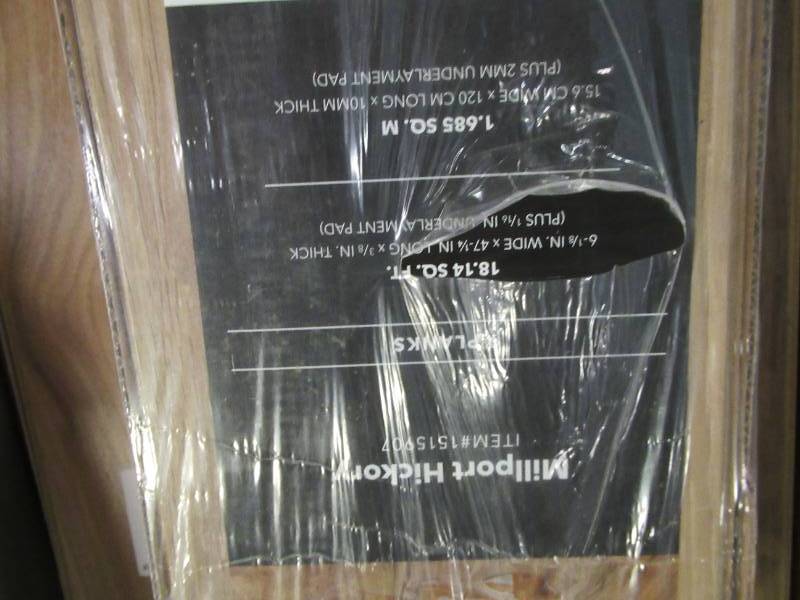 Millport Hickory
ITEM#1515907
PLANKS
18.14 SQ. FT.
6-1/8 IN. WIDE x 47-1/4 IN. LONG x 3/8 IN. THICK
(PLUS 1/16 IN. UNDERLAYMENT PAD)
1.685 SQ. M
15.6 CM WIDE x 120 CM LONG x 10MM THICK
(PLUS 2MM UNDERLAYMENT PAD)